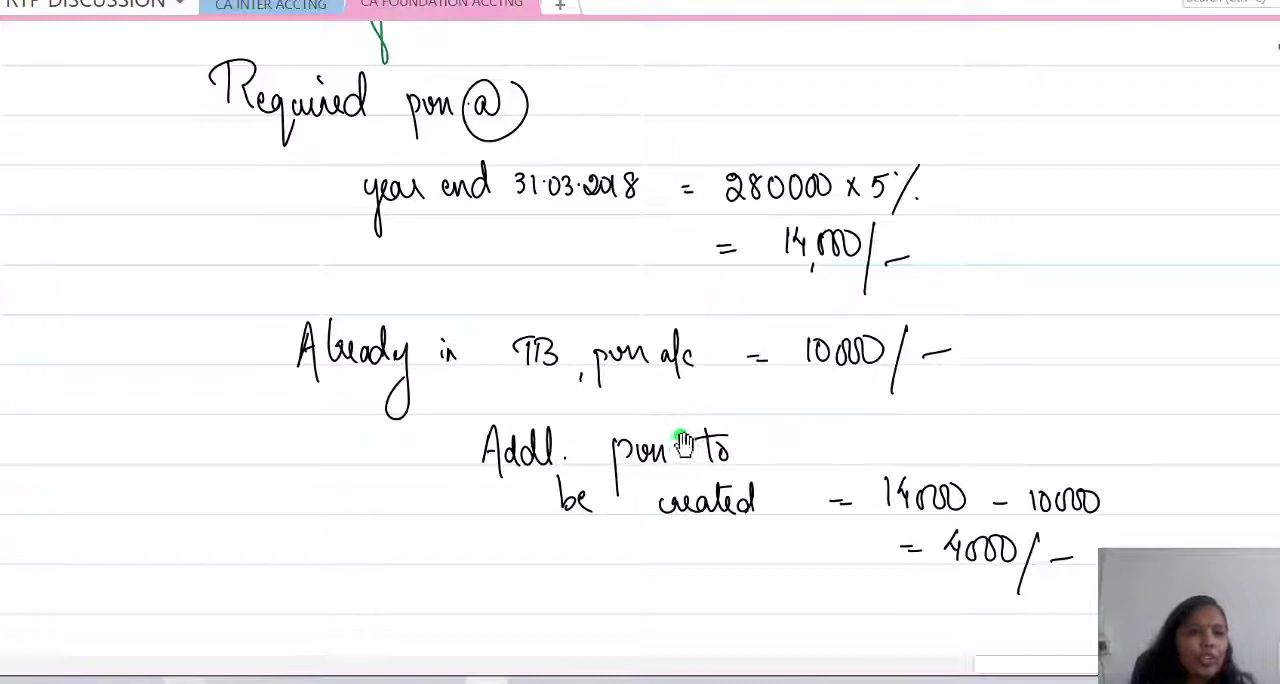 RTP DISCUSSION CA INTER ACCTNG CA FOUNDATION ACCTNG +
Required pvn @
year end 31.03.2018 = 280000 x 5%.
= 14,000/-
Already in TB, pvn a/c = 10000/-
Addl. pvn to
be created = 14000 - 10000
= 4000/-